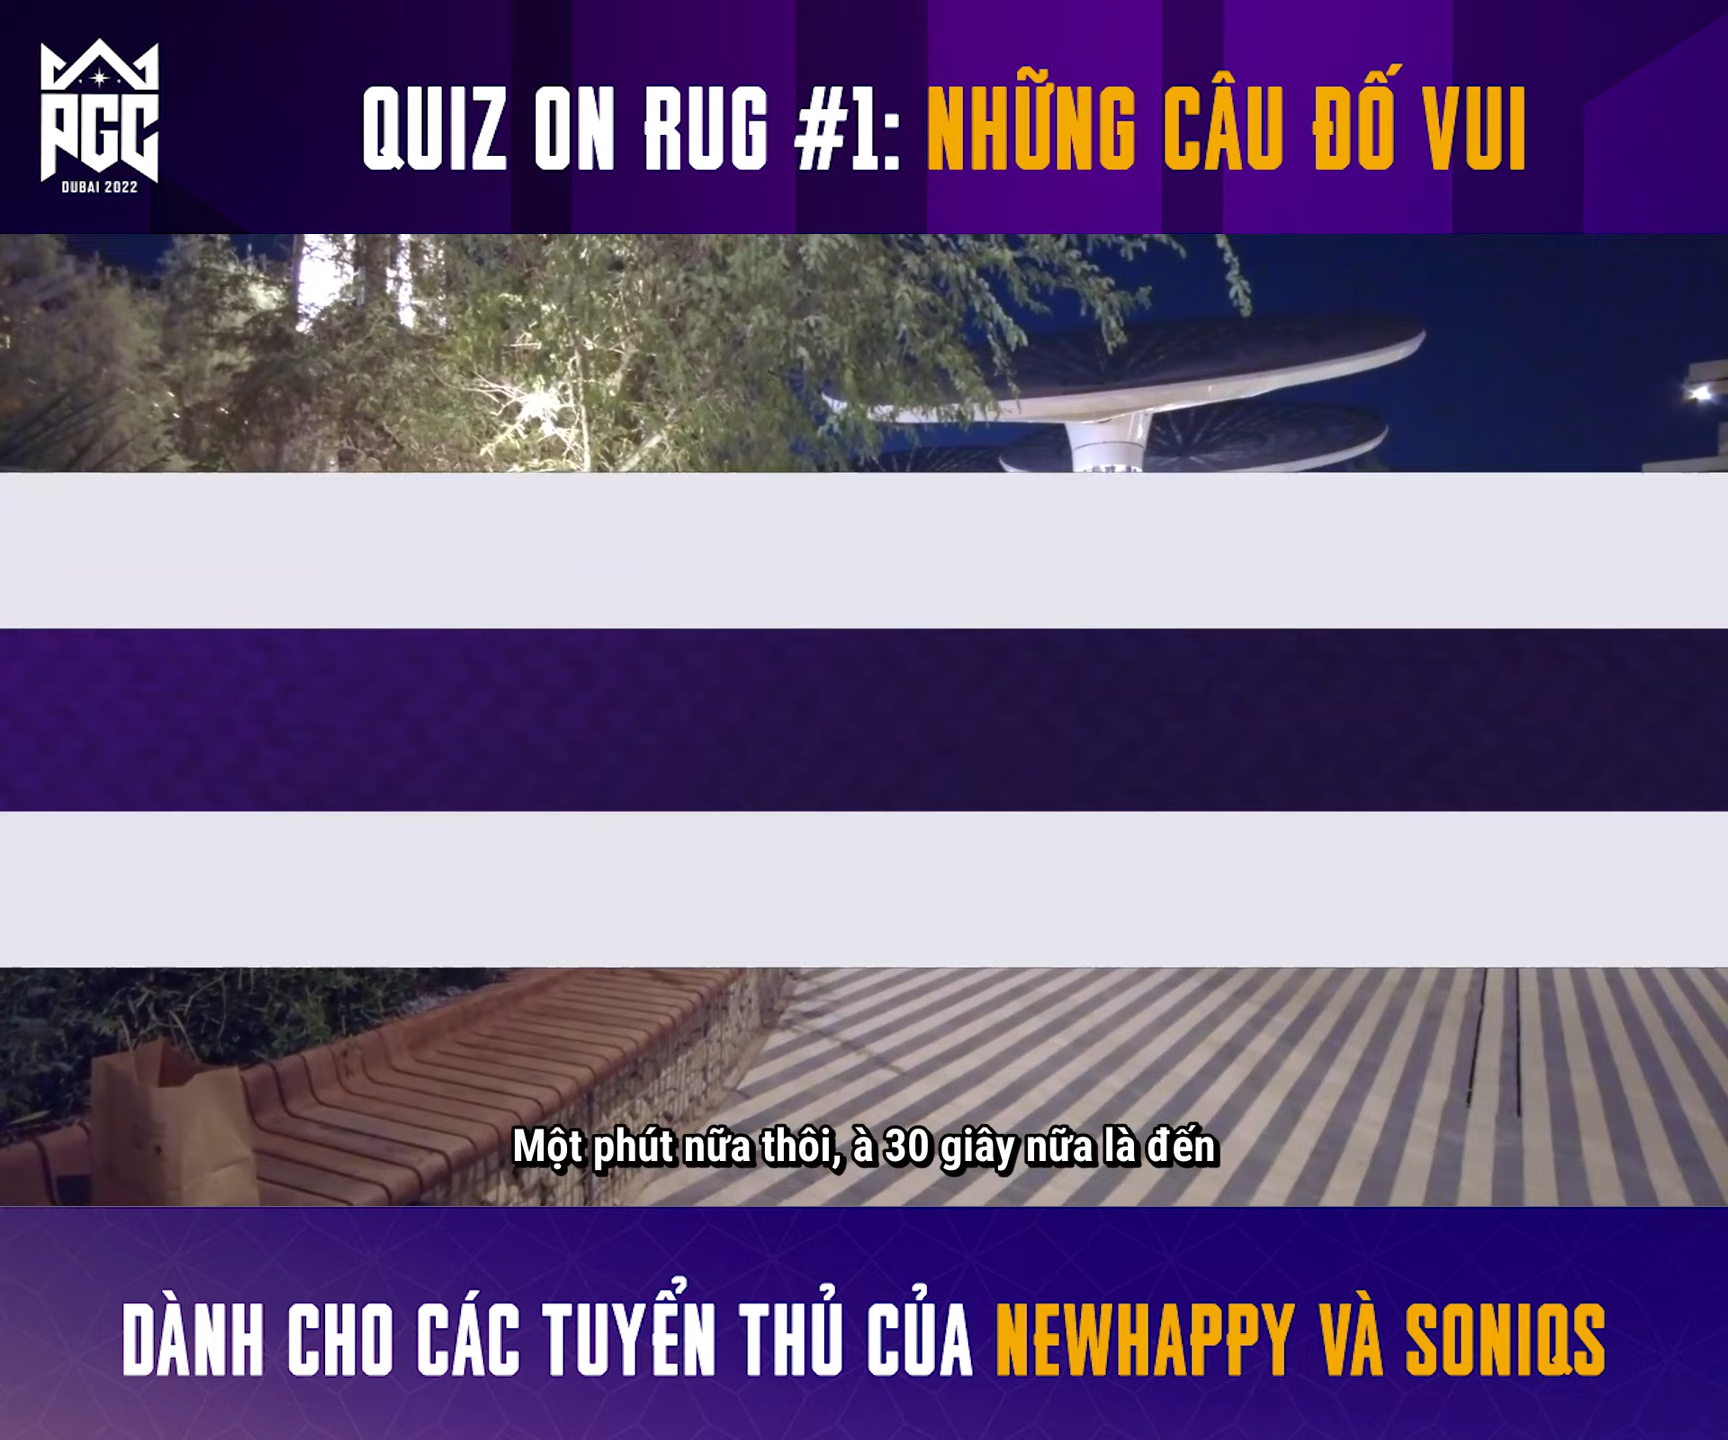 PGC
DUBAI 2022
QUIZ ON RUG #1: NHỮNG CÂU ĐỐ VUI
Một phút nữa thôi, à 30 giây nữa là đến
DÀNH CHO CÁC TUYỂN THỦ CỦA NEWHAPPY VÀ SONIQS